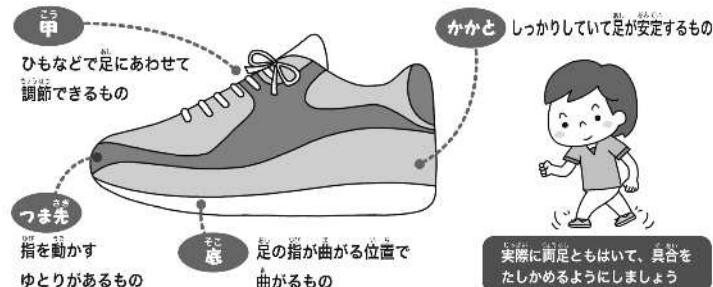 甲
ひもなどで足にあわせて
調節できるもの
かかと
しっかりしていて足が安定するもの
つま先
指を動かす
ゆとりがあるもの
底
足の指が曲がる位置で
曲がるもの
実際に両足ともはいて、具合を
たしかめるようにしましょう